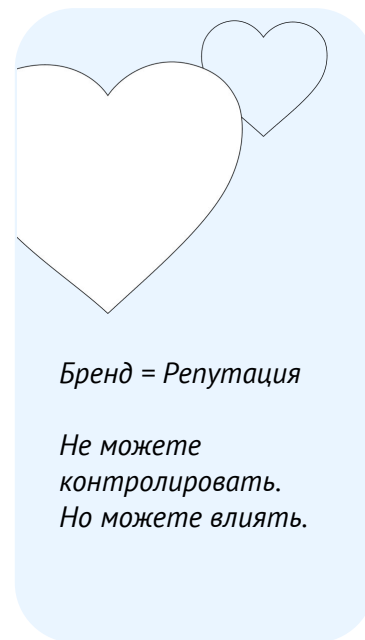 Бренд = Репутация
Не можете
контролировать.
Но можете влиять.